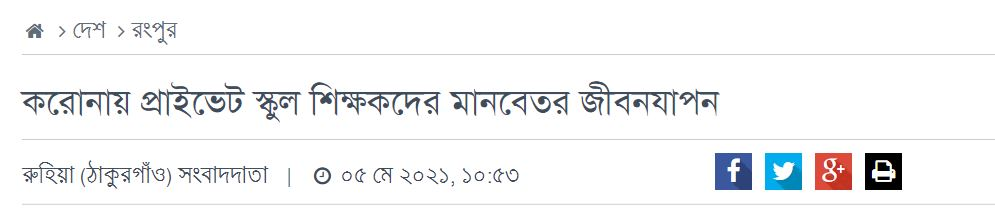 > দেশ > রংপুর
করোনায় প্রাইভেট স্কুল শিক্ষকদের মানবেতর জীবনযাপন
রুহিয়া (ঠাকুরগাঁও) সংবাদদাতা | ০৫ মে ২০২১, ১০:৫৩ f g+